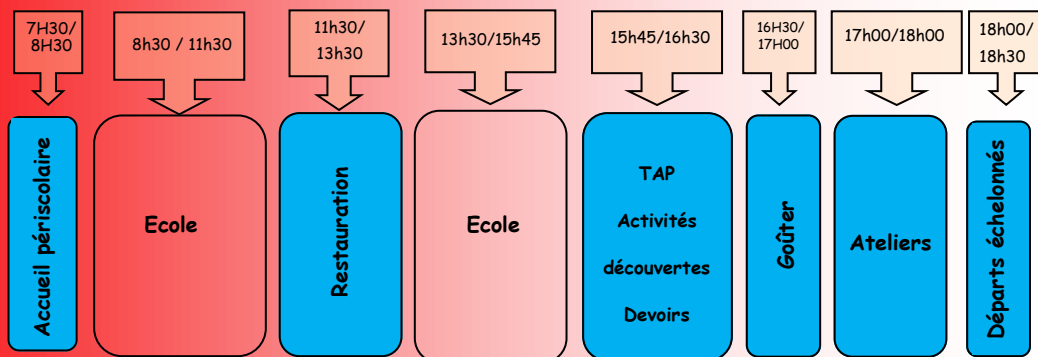 7H30/
8H30
8h30 / 11h30
11h30/
13h30
13h30/15h45
15h45/16h30
16H30/
17H00
17h00/18h00
18h00/
18h30
Accueil périscolaire
Ecole
Restauration
Ecole
TAP
Activités
découvertes
Devoirs
Goûter
Ateliers
Départs échelonnés